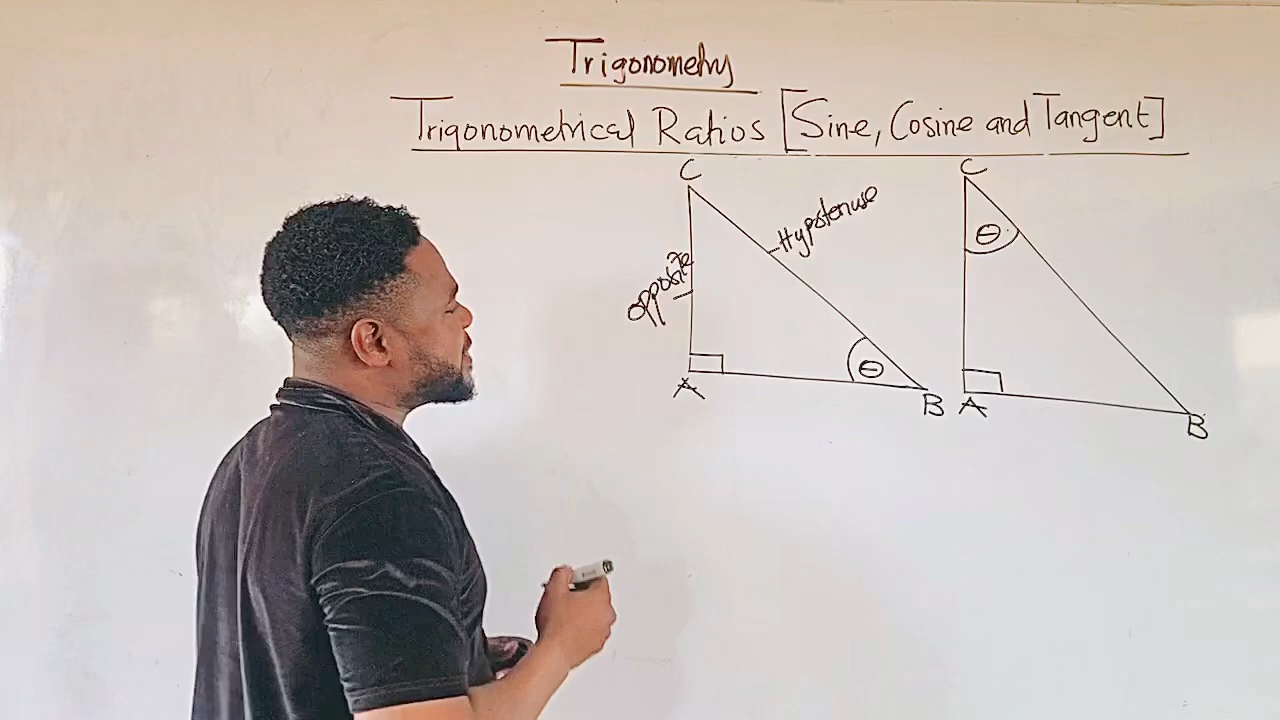 Trigonometry
Trigonometrical Ratios [Sine, Cosine and Tangent]
C
Hypotenuse
opposite
θ
A
B
C
θ
A
B